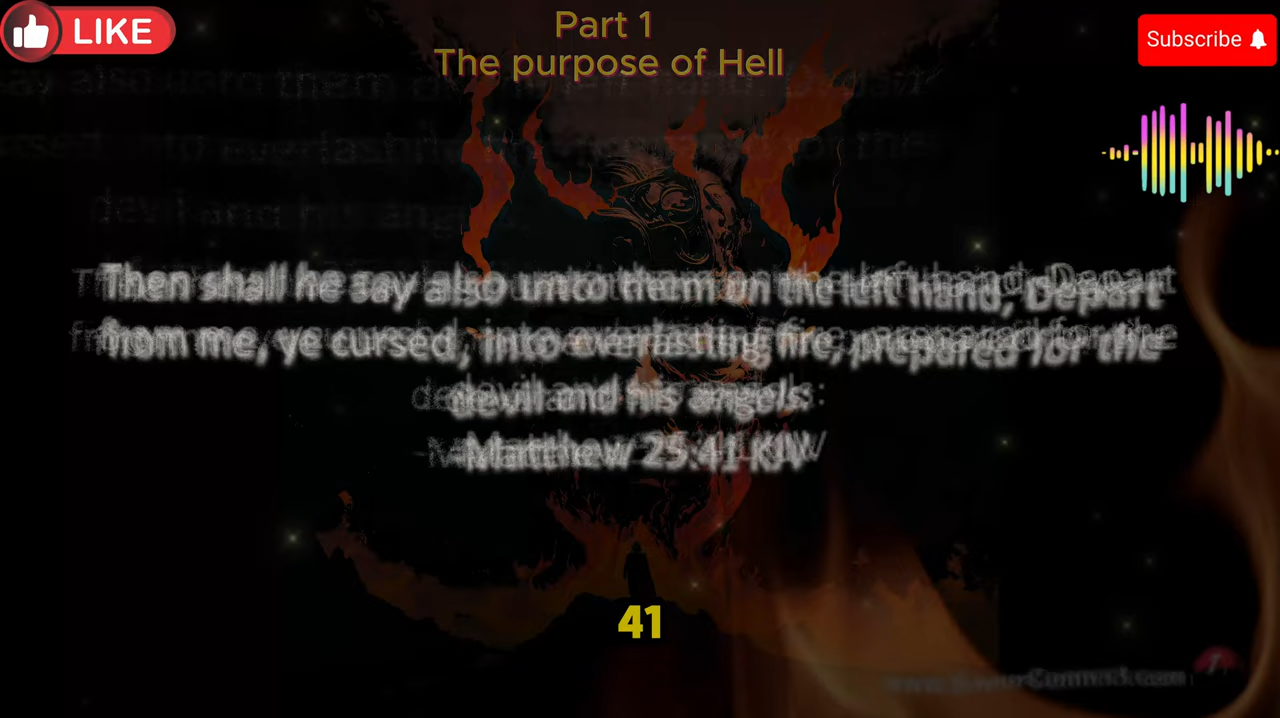 LIKE
Part 1
The purpose of Hell
Subscribe
Then shall he say also unto them on the left hand, Depart
from me, ye cursed, into everlasting fire, prepared for the
devil and his angels:
Matthew 25:41 KJV
41